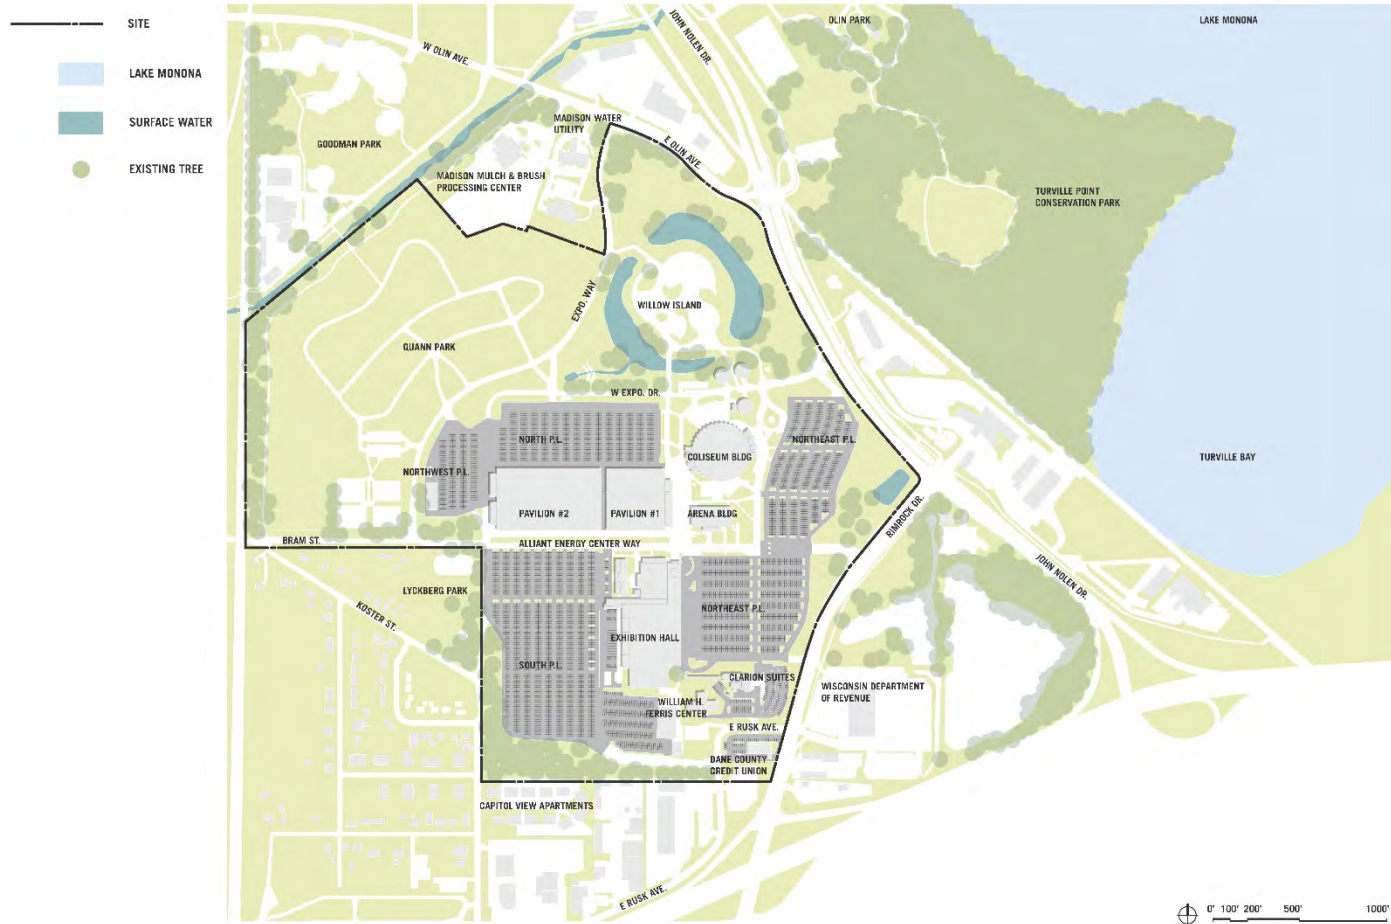 SITE
LAKE MONONA
SURFACE WATER
EXISTING TREE
W OLIN AVE.
JOHN NOLEN DR.
OLIN PARK
LAKE MONONA
GOODMAN PARK
MADISON WATER
UTILITY
E OLIN AVE.
MADISON MULCH & BRUSH
PROCESSING CENTER
TURVILLE POINT
CONSERVATION PARK
EXPO. WAY
WILLOW ISLAND
QUANN PARK
W EXPO. DR.
NORTH P.L.
NORTHEAST P.L.
COLISEUM BLDG
NORTHWEST P.L.
TURVILLE BAY
PAVILION #2
PAVILION #1
ARENA BLDG
RIMROCK DR.
BRAM ST.
ALLIANT ENERGY CENTER WAY
JOHN NOLEN DR.
LYCKBERG PARK
KOSTER ST.
NORTHEAST P.L.
EXHIBITION HALL
SOUTH P.L.
CLARION SUITES
WISCONSIN DEPARTMENT
OF REVENUE
WILLIAM H.
FERRIS CENTER
E RUSK AVE.
DANE COUNTY
CREDIT UNION
CAPITOL VIEW APARTMENTS
E RUSK AVE.
0' 100' 200' 500' 1000'